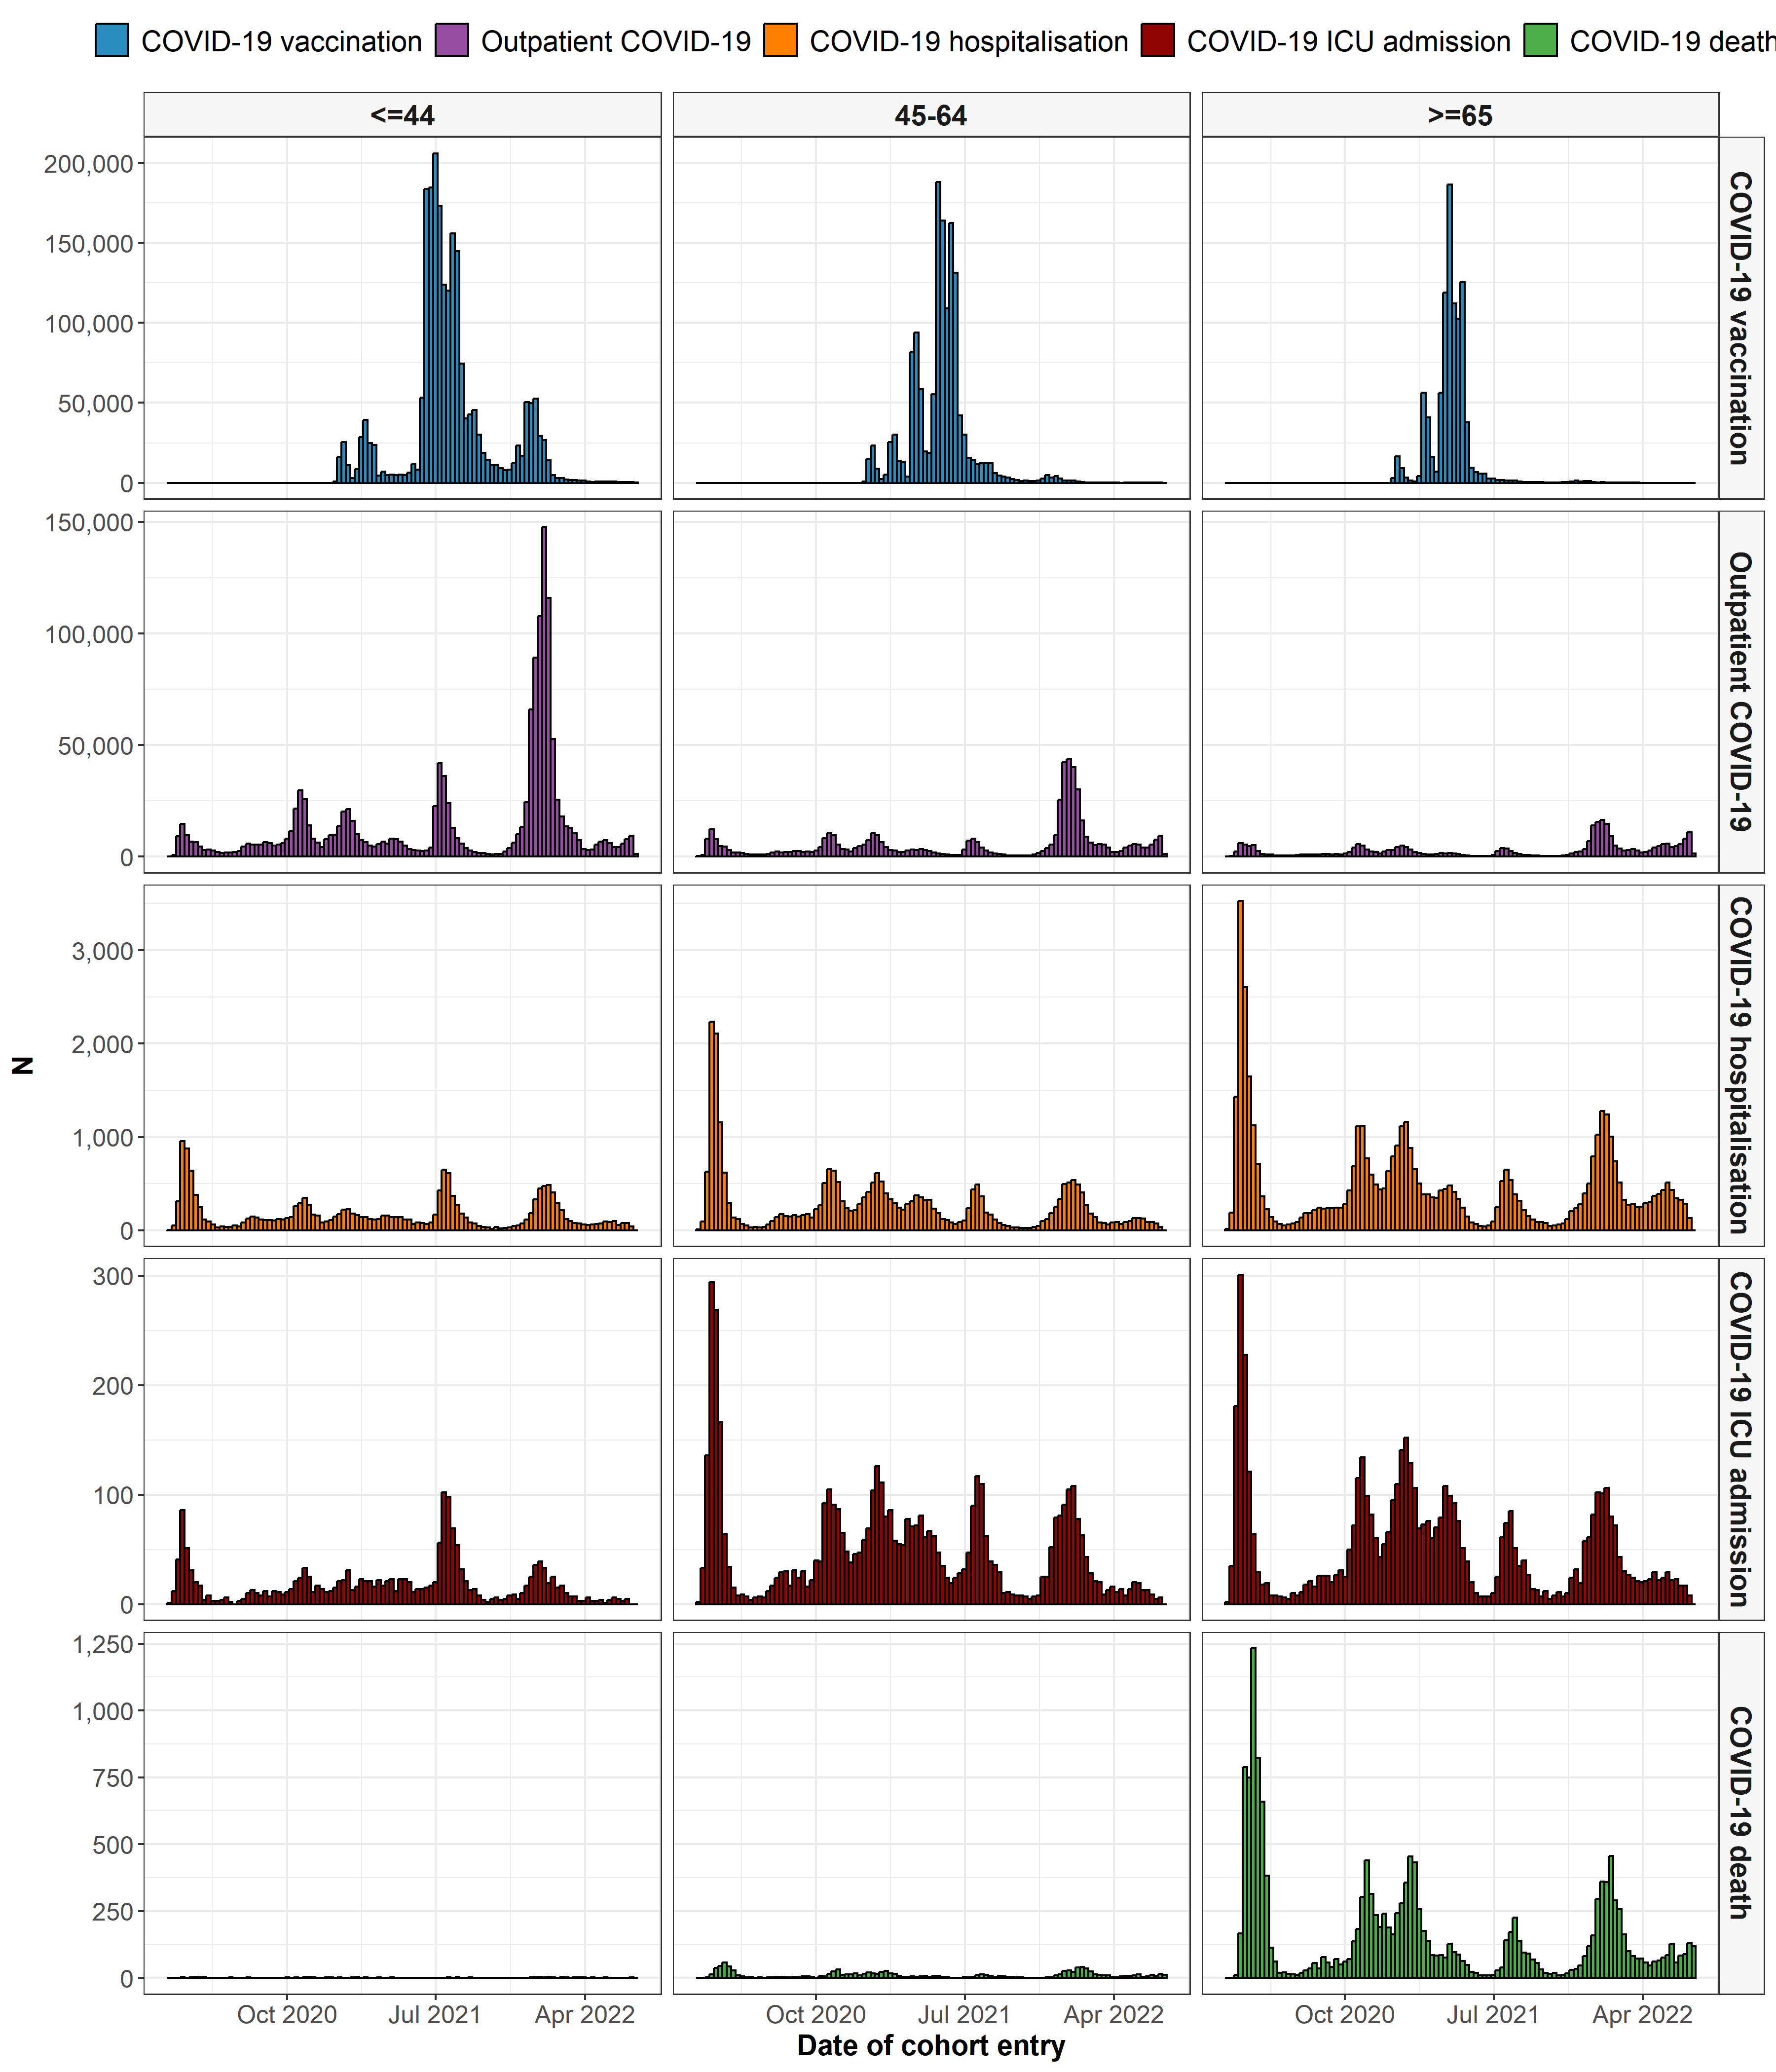 COVID-19 vaccination Outpatient COVID-19 COVID-19 hospitalisation COVID-19 ICU admission COVID-19 death
<=44 45-64 >=65
200,000
150,000
100,000
50,000
0
COVID-19 vaccination
150,000
100,000
50,000
0
Outpatient COVID-19
3,000
2,000
1,000
0
COVID-19 hospitalisation
N
300
200
100
0
COVID-19 ICU admission
1,250
1,000
750
500
250
0
COVID-19 death
Oct 2020 Jul 2021 Apr 2022 Oct 2020 Jul 2021 Apr 2022 Oct 2020 Jul 2021 Apr 2022
Date of cohort entry